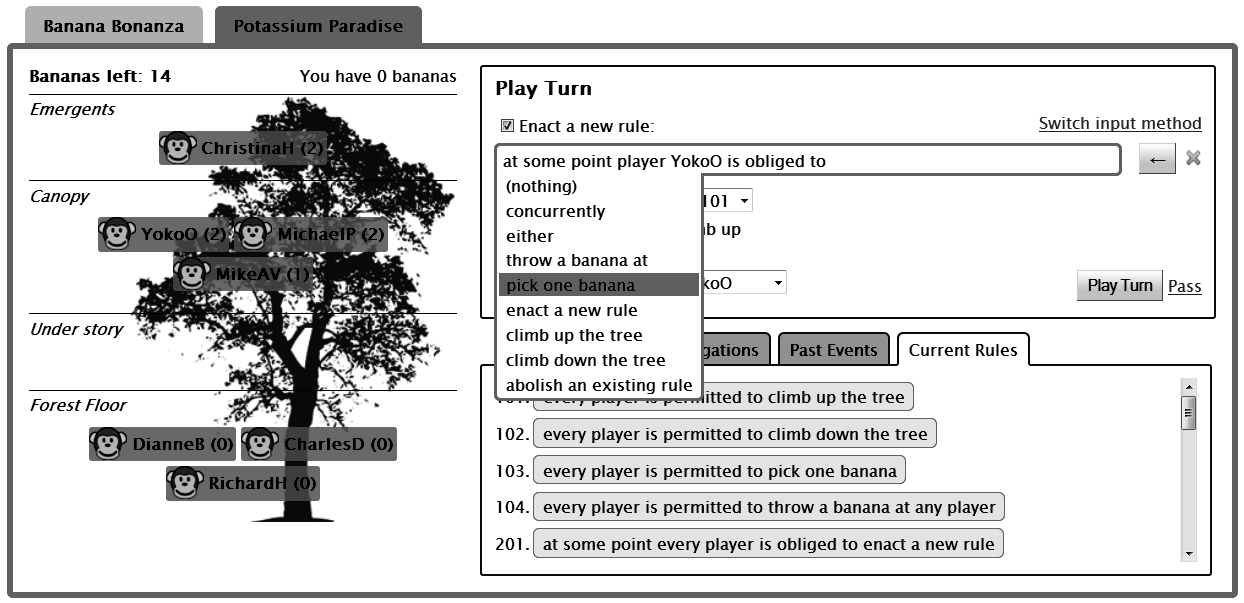 Banana Bonanza
Potassium Paradise
Bananas left: 14
You have 0 bananas
Emergents
ChristinaH (2)
Canopy
YokoO (2)
MichaelP (2)
MikeAV (1)
Under story
Forest Floor
DianneB (0)
CharlesD (0)
RichardH (0)
Play Turn
Enact a new rule:
Switch input method
at some point player YokoO is obliged to
←
(nothing)
concurrently
either
throw a banana at
pick one banana
enact a new rule
climb up the tree
climb down the tree
abolish an existing rule
101
up
Play Turn
Pass
Past Events
Current Rules
101. every player is permitted to climb up the tree
102. every player is permitted to climb down the tree
103. every player is permitted to pick one banana
104. every player is permitted to throw a banana at any player
201. at some point every player is obliged to enact a new rule